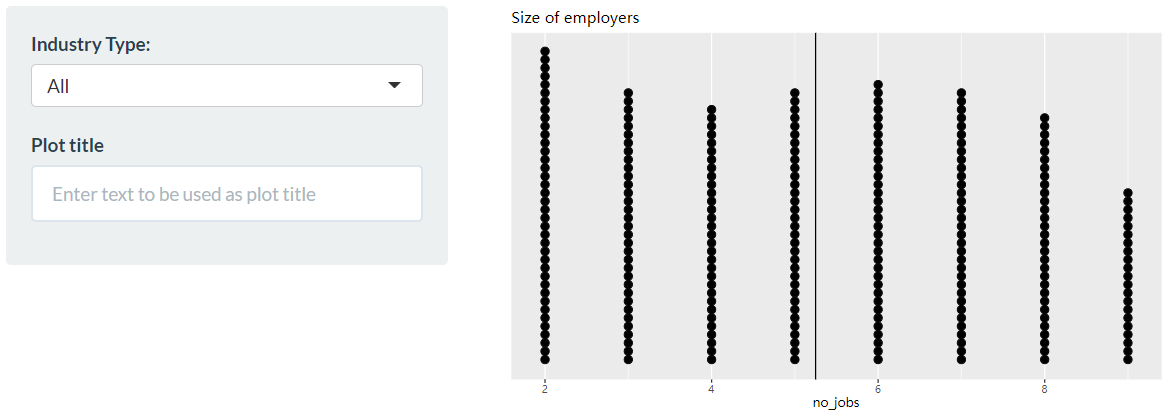 Industry Type:
All
Plot title
Enter text to be used as plot title
Size of employers
2 4 6 8
no_jobs